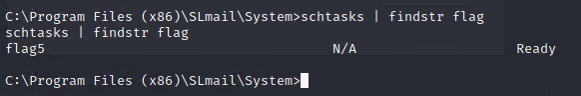 C:\Program Files (x86)\SLmail\System>schtasks | findstr flag
schtasks | findstr flag
flag5                                    N/A                    Ready
C:\Program Files (x86)\SLmail\System>